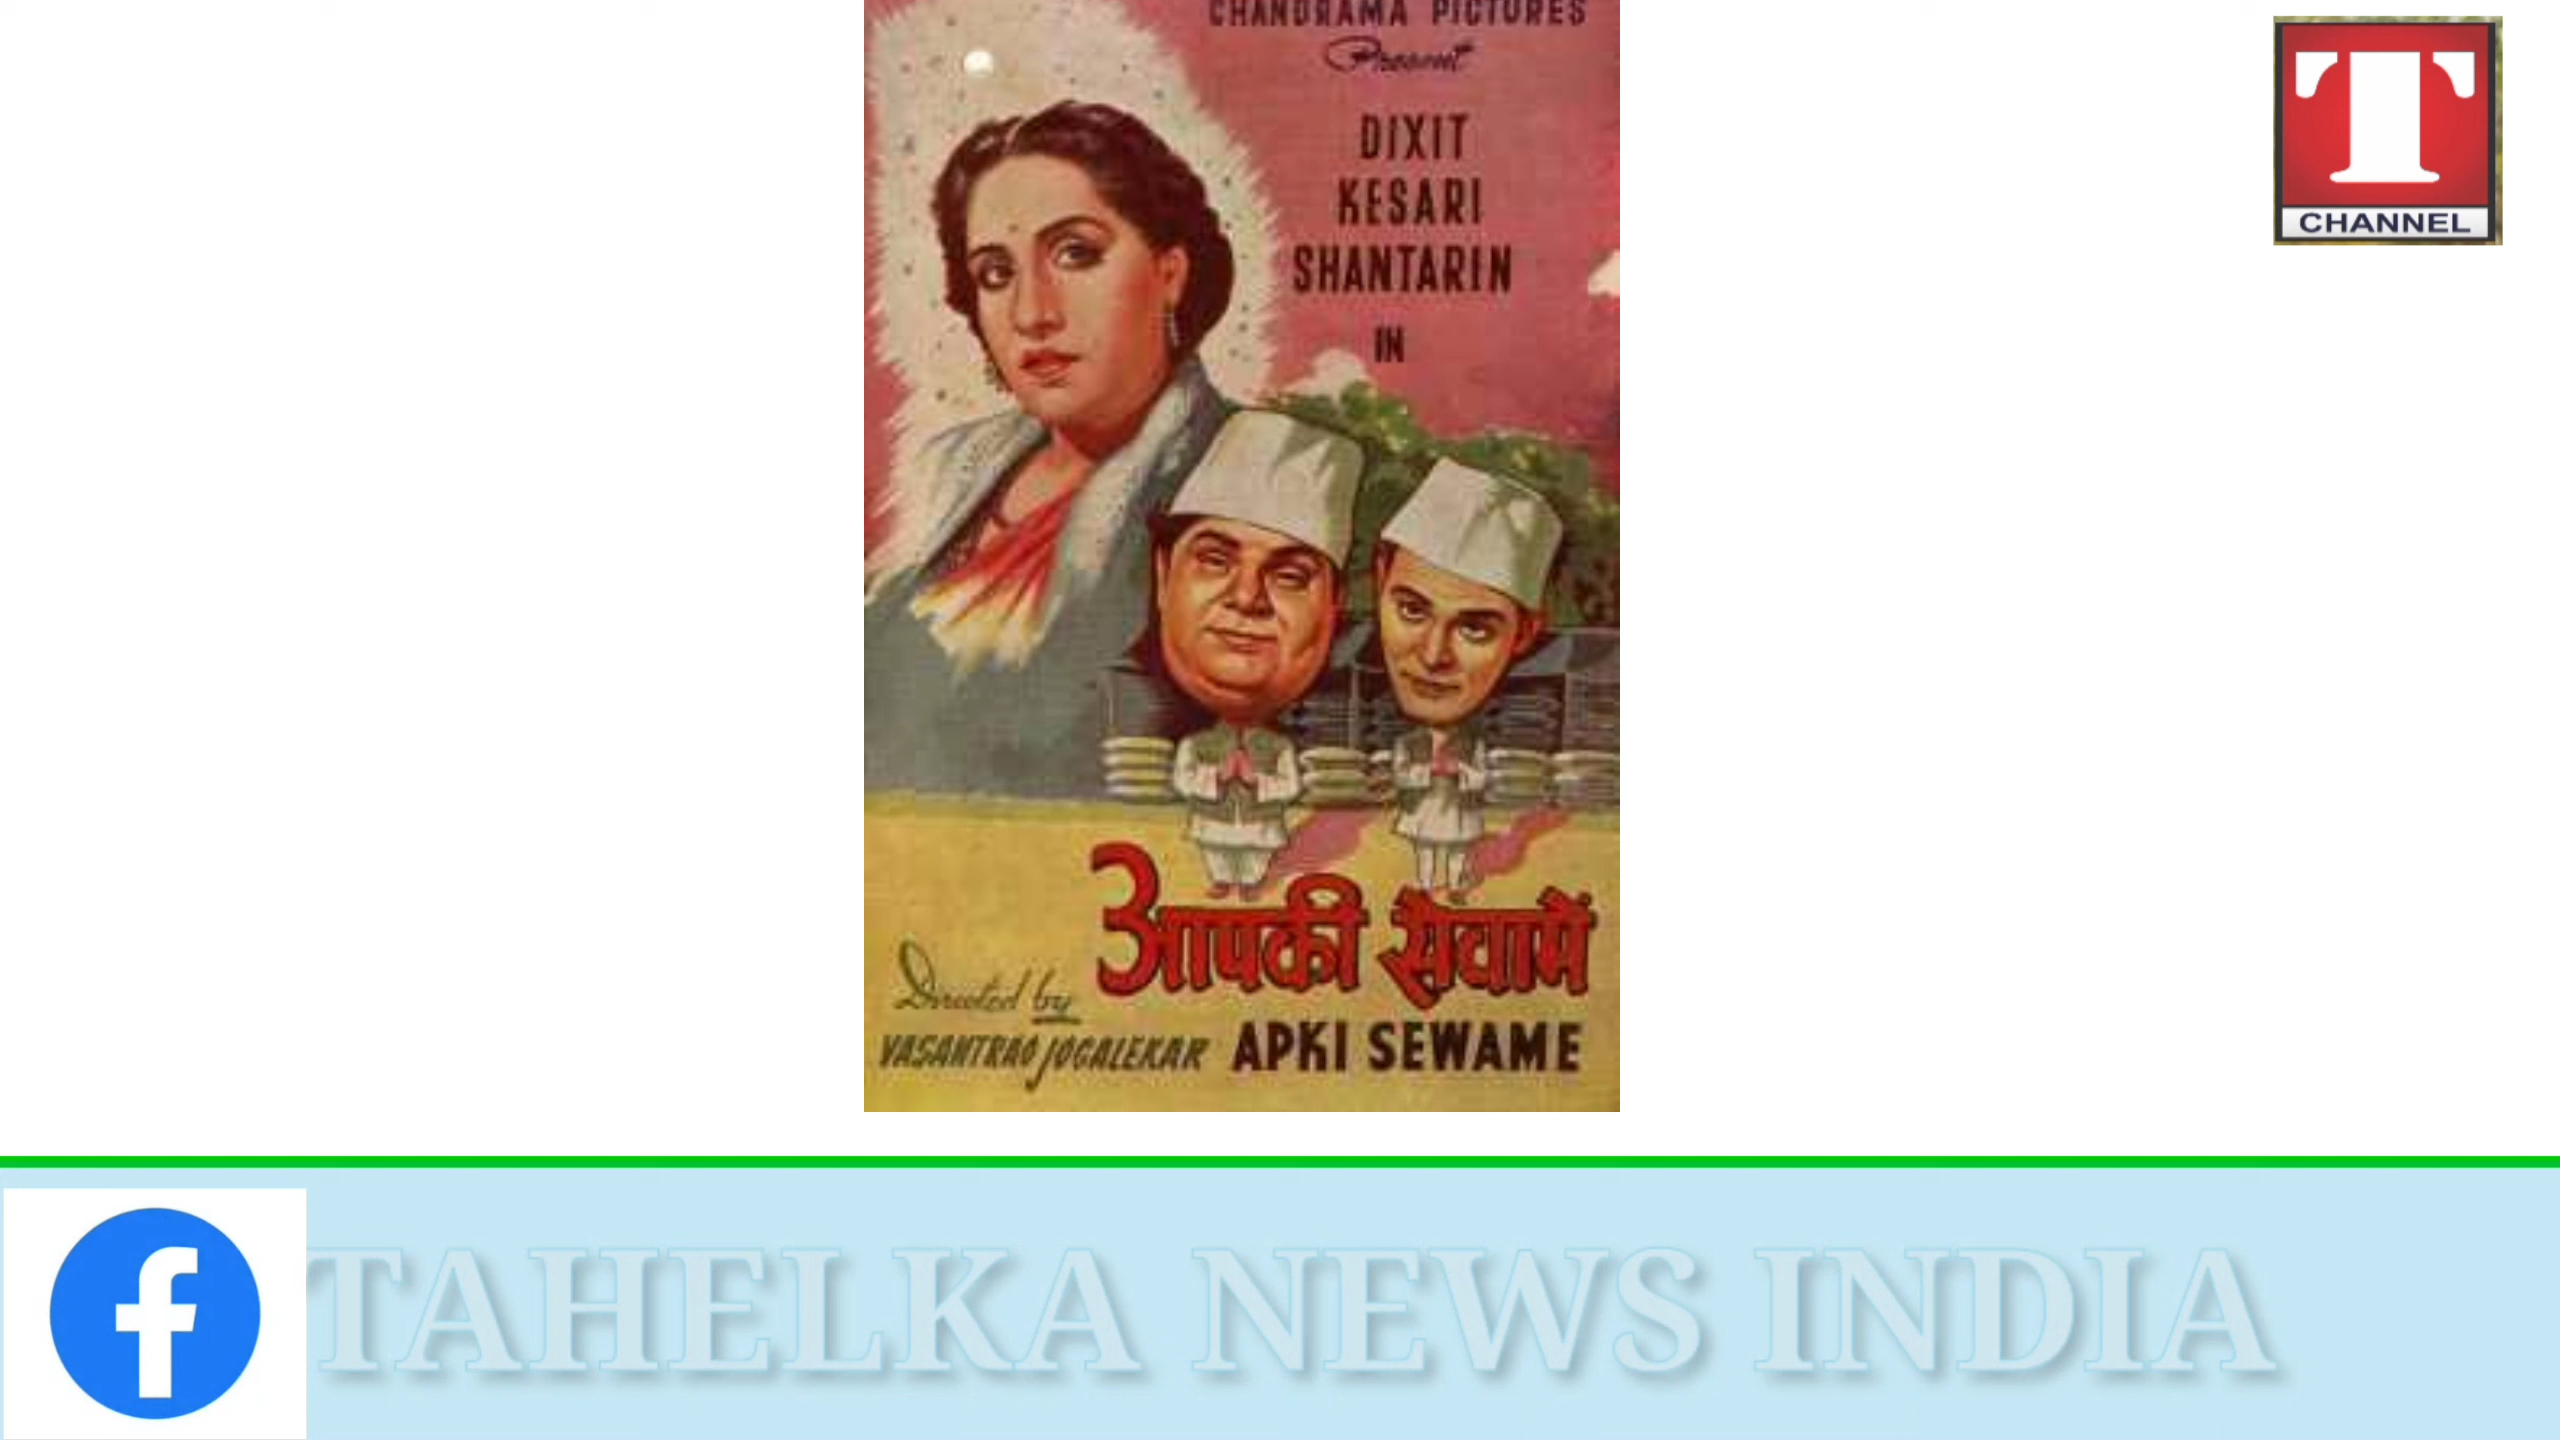 CHANDRAMA PICTURES
Present
DIXIT
KESARI
SHANTARIN
IN
आपकी सेवामें
Directed by
VASANTRAO JOGALEKAR
APKI SEWAME
T
CHANNEL
f
TAHELKA NEWS INDIA